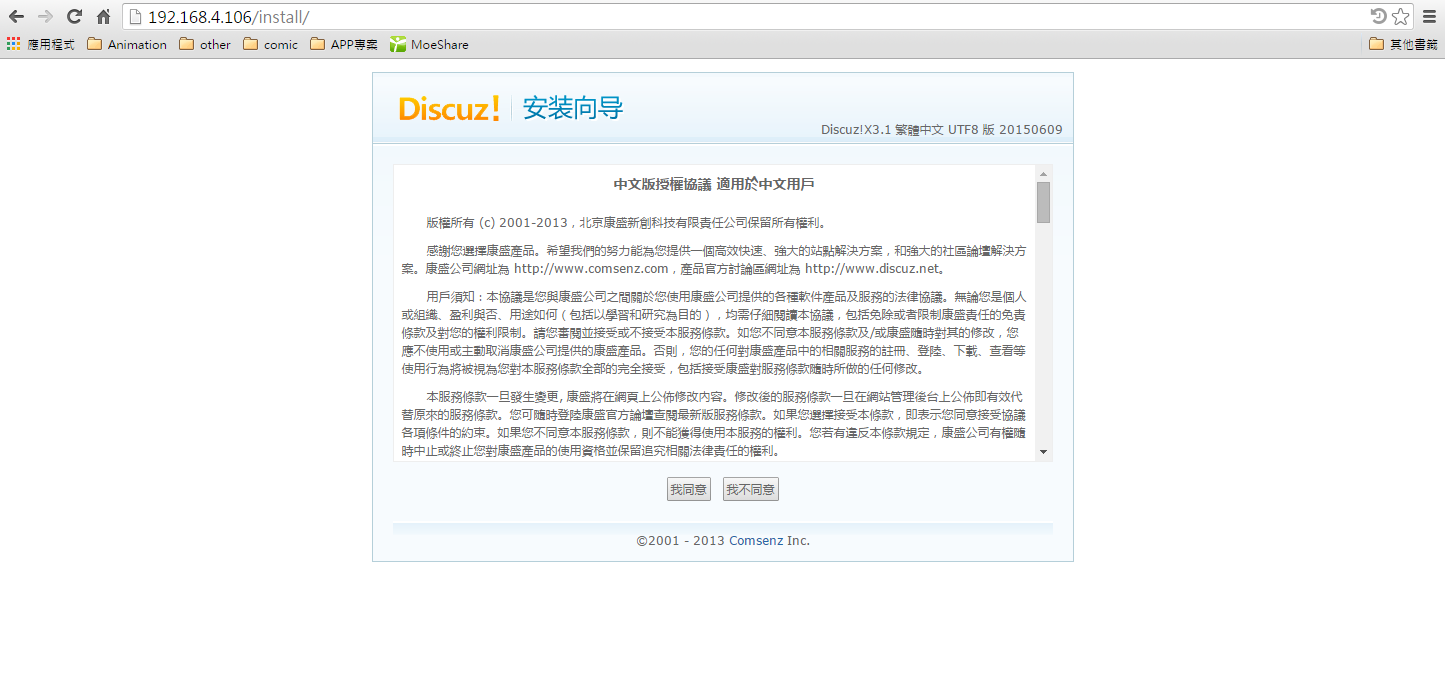 192.168.4.106/install/
應用程式 Animation other comic APP專案 MoeShare 其他書籤
Discuz! 安装向导
Discuz!X3.1 繁體中文 UTF8 版 20150609
中文版授權協議 適用於中文用戶
版權所有 (c) 2001-2013，北京康盛新創科技有限責任公司保留所有權利。
感謝您選擇康盛產品。希望我們的努力能為您提供一個高效快速、強大的站點解決方案，和強大的社區論壇解決方
案。康盛公司網址為 http://www.comsenz.com，產品官方討論區網址為 http://www.discuz.net。
用戶須知：本協議是您與康盛公司之間關於您使用康盛公司提供的各種軟件產品及服務的法律協議。無論您是個人
或組織、盈利與否、用途如何（包括以學習和研究為目的），均需仔細閱讀本協議，包括免除或者限制康盛責任的免責
條款及對您的權利限制。請您審閱並接受或不接受本服務條款。如您不同意本服務條款及/或康盛隨時對其的修改，您
應不使用或主動取消康盛公司提供的康盛產品。否則，您的任何對康盛產品中的相關服務的註冊、登陸、下載、查看等
使用行為將被視為您對本服務條款全部的完全接受，包括接受康盛對服務條款隨時所做的任何修改。
本服務條款一旦發生變更, 康盛將在網頁上公佈修改內容。修改後的服務條款一旦在網站管理後台上公佈即有效代
替原來的服務條款。您可隨時登陸康盛官方論壇查閱最新版服務條款。如果您選擇接受本條款，即表示您同意接受協議
各項條件的約束。如果您不同意本服務條款，則不能獲得使用本服務的權利。您若有違反本條款規定，康盛公司有權隨
時中止或終止您對康盛產品的使用資格並保留追究相關法律責任的權利。
我同意 我不同意
©2001 - 2013 Comsenz Inc.